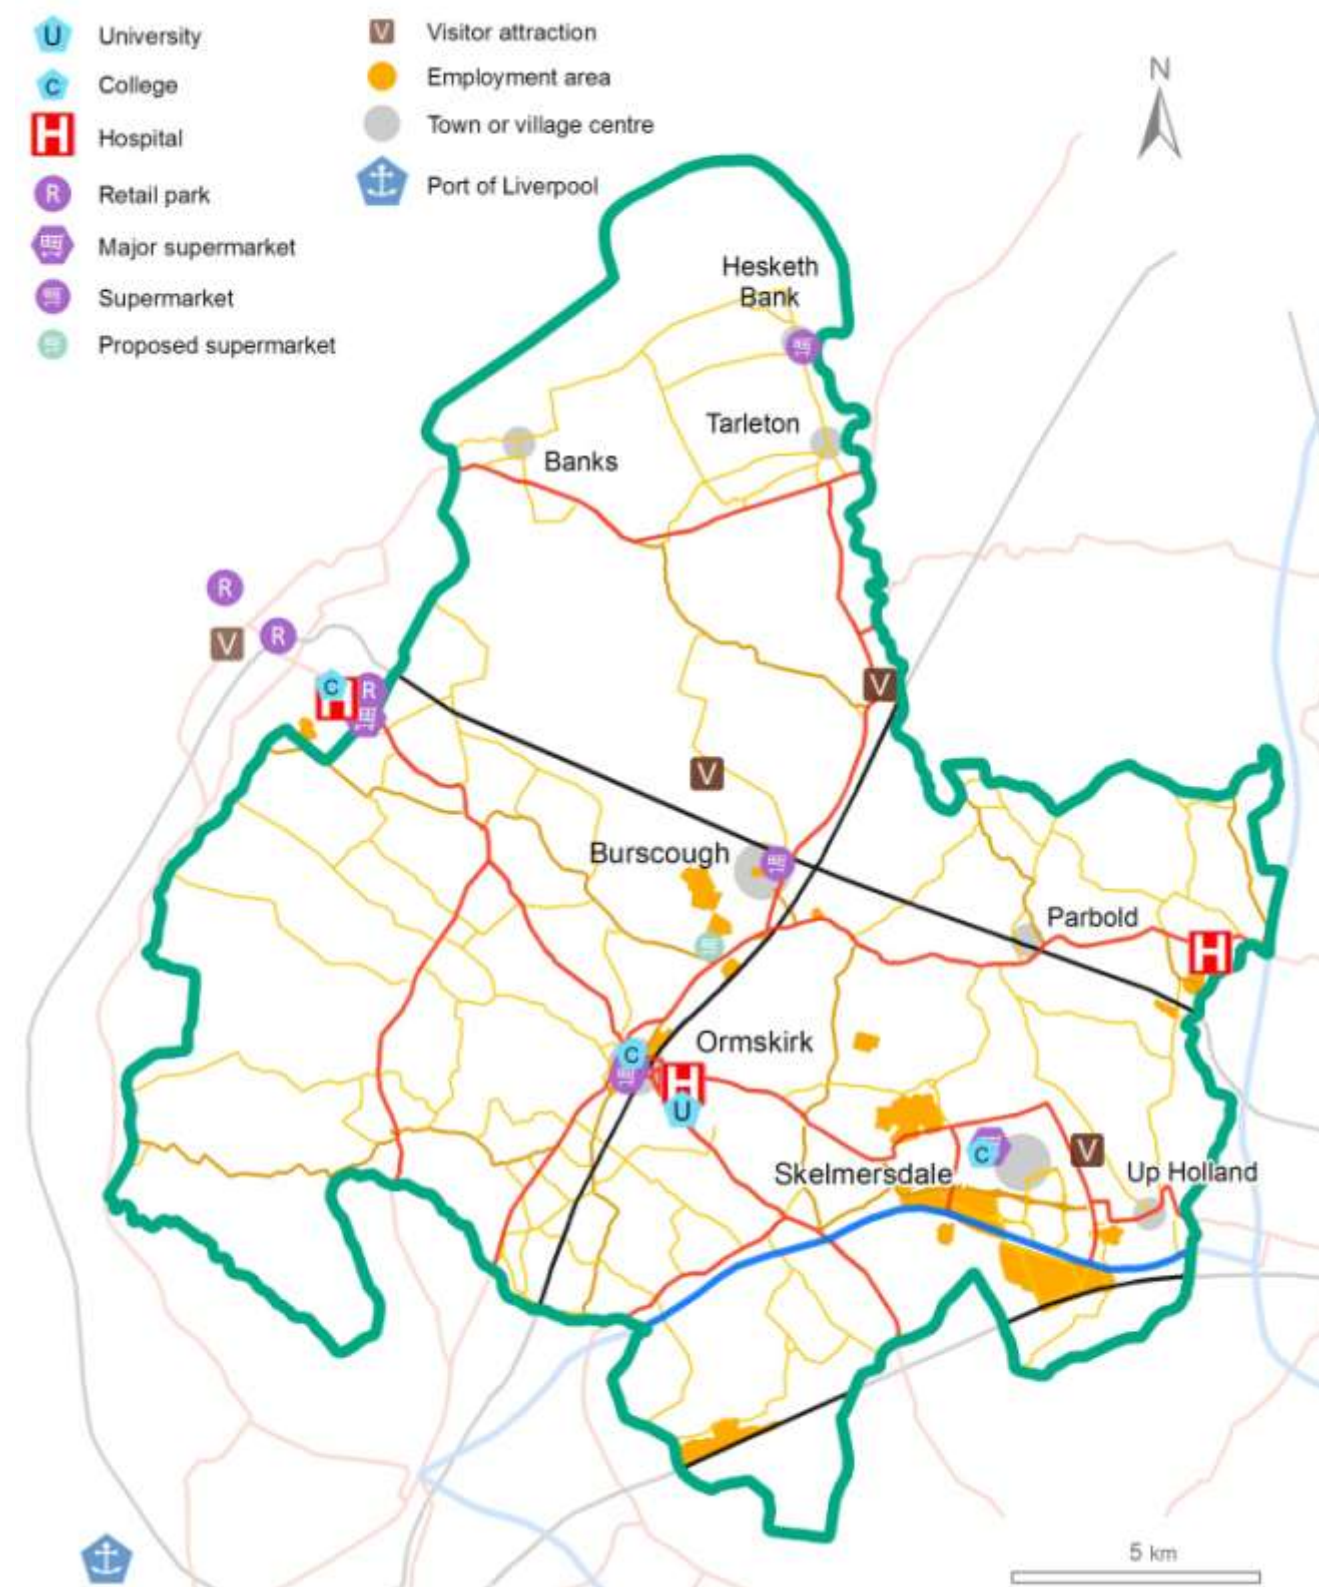 U University
C College
H Hospital
R Retail park
Major supermarket
Supermarket
Proposed supermarket
V Visitor attraction
Employment area
Town or village centre
Port of Liverpool
N
Hesketh
Bank
Tarleton
Banks
R
R
V
C
H
R
V
V
Burscough
Parbold
H
Ormskirk
C
H
U
C
V
Skelmersdale
Up Holland
5 km